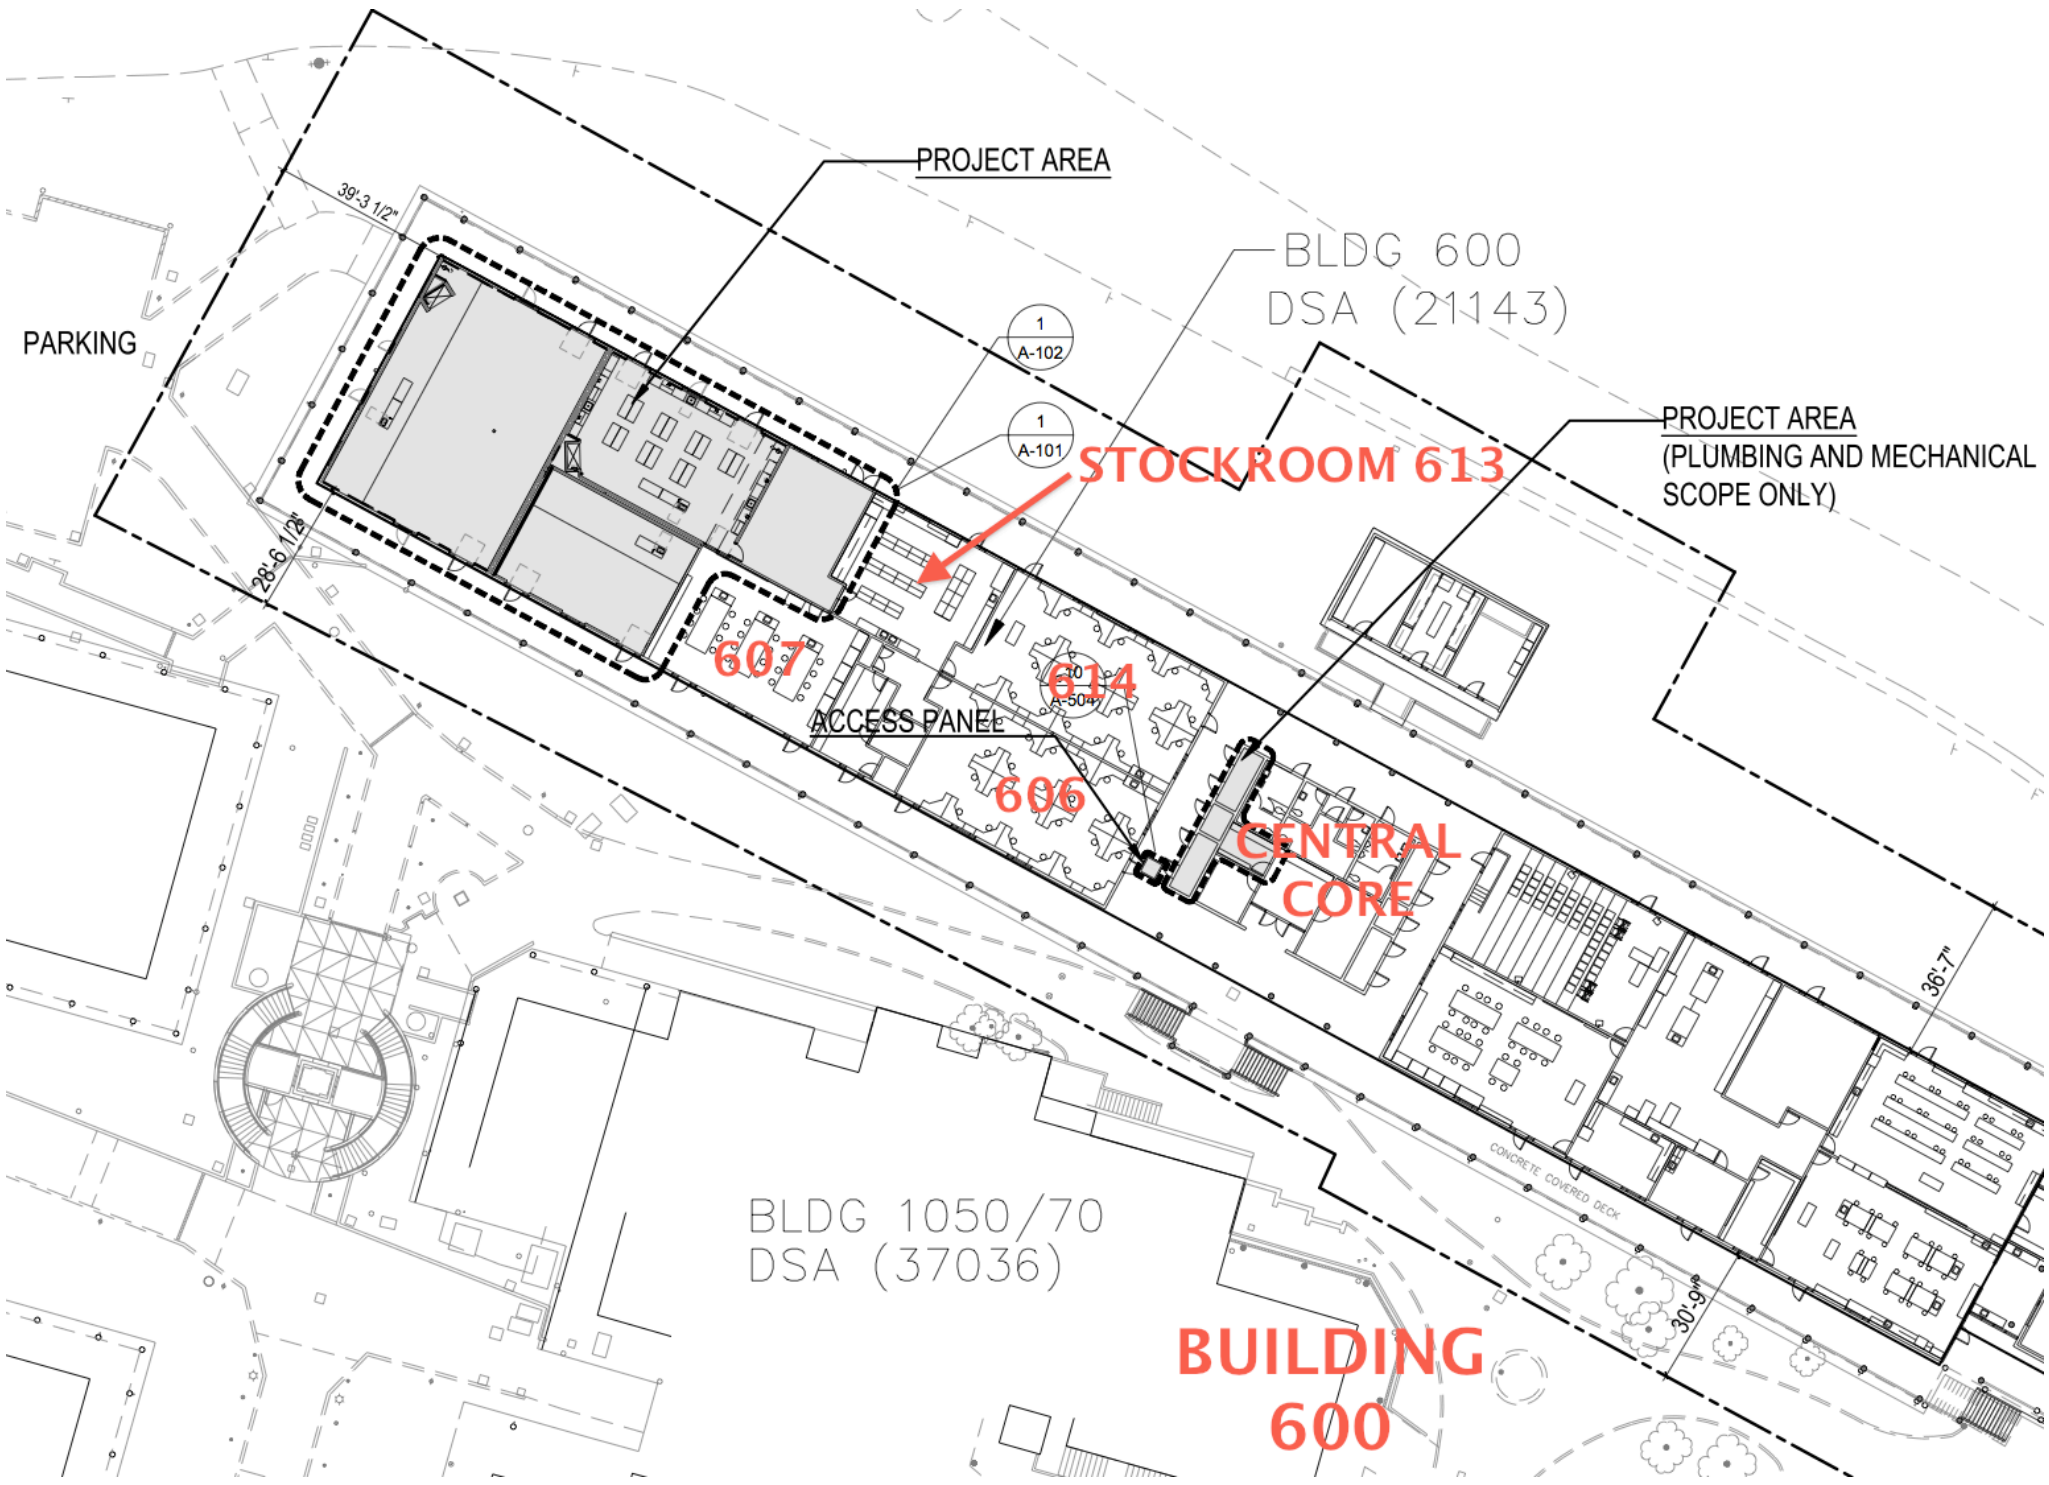 PROJECT AREA
39'-3 1/2"
BLDG 600
DSA (21143)
PARKING
1
A-102
1
A-101
STOCKROOM 613
PROJECT AREA
(PLUMBING AND MECHANICAL
SCOPE ONLY)
28'-6 1/2"
607
614
A-504
ACCESS PANEL
606
CENTRAL
CORE
36'-7"
CONCRETE COVERED DECK
BLDG 1050/70
DSA (37036)
30'-9"
BUILDING
600